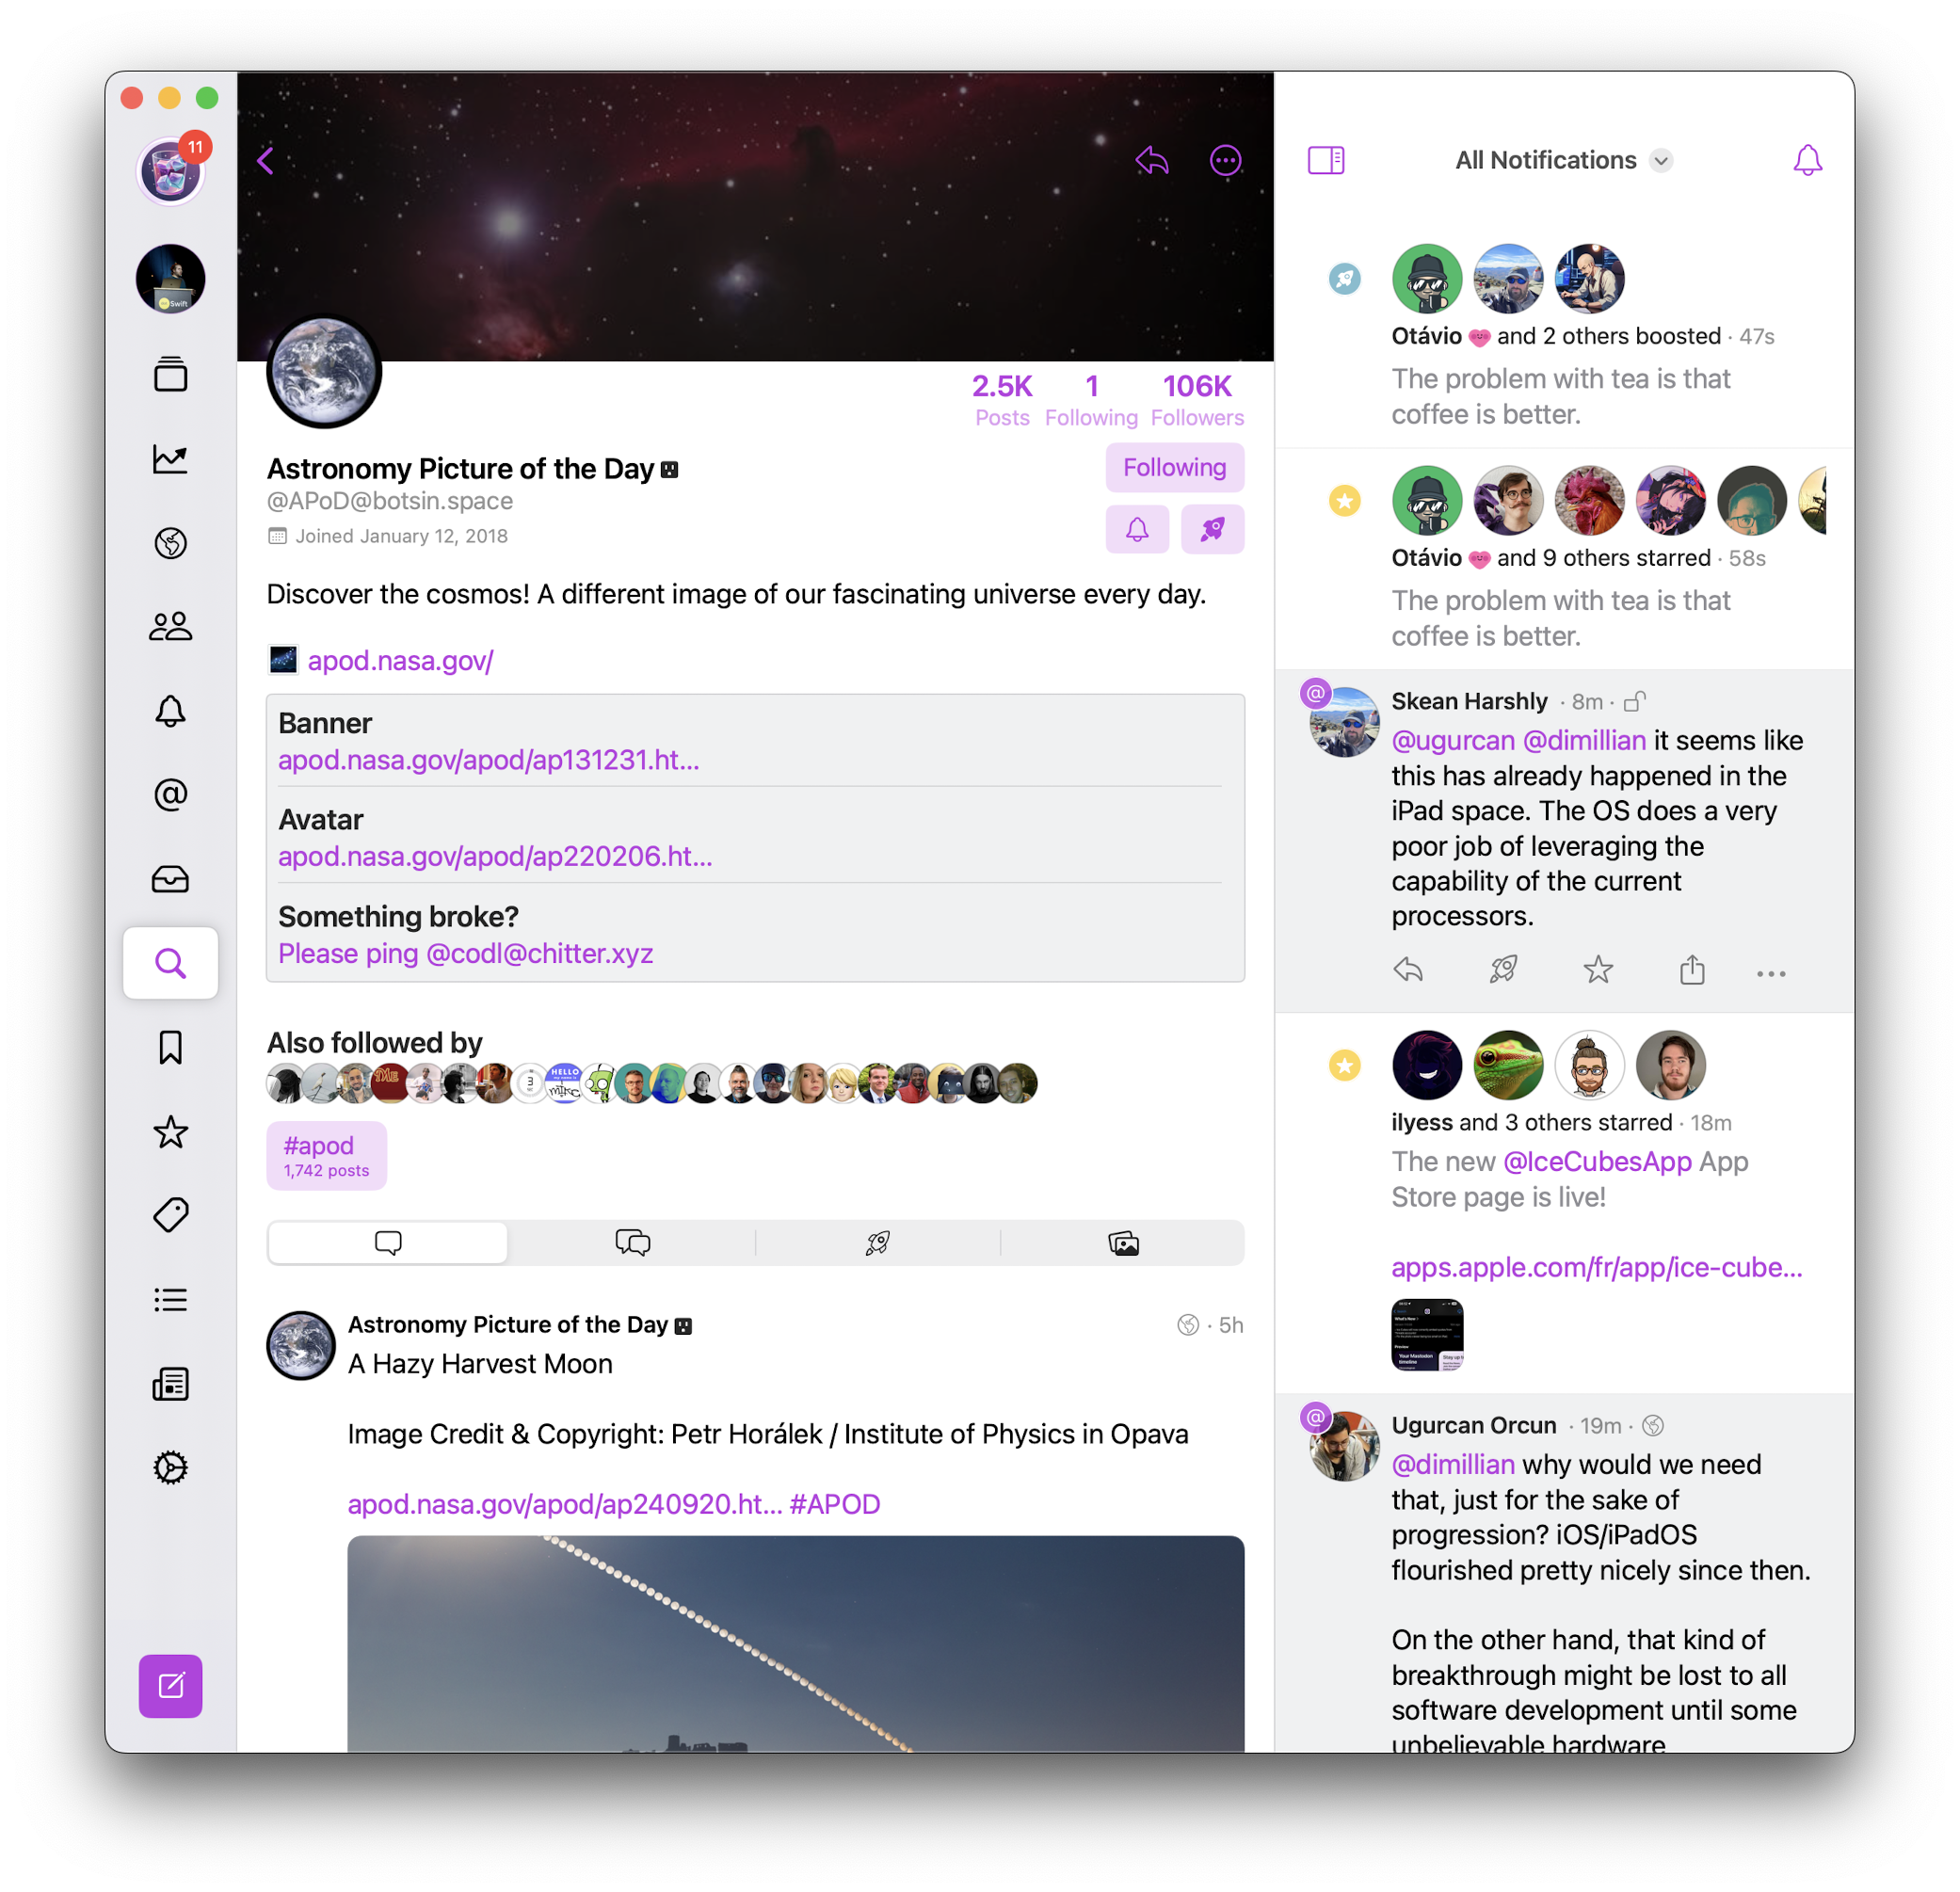 11
Swift
2.5K
Posts
1
Following
106K
Followers
Astronomy Picture of the Day
@APoD@botsin.space
Joined January 12, 2018
Following
Discover the cosmos! A different image of our fascinating universe every day.
apod.nasa.gov/
Banner
apod.nasa.gov/apod/ap131231.ht...
Avatar
apod.nasa.gov/apod/ap220206.ht...
Something broke?
Please ping @codl@chitter.xyz
Also followed by
3
HELLO
MIKE
#apod
1,742 posts
Astronomy Picture of the Day
· 5h
A Hazy Harvest Moon
Image Credit & Copyright: Petr Horálek / Institute of Physics in Opava
apod.nasa.gov/apod/ap240920.ht... #APOD
All Notifications
Otávio and 2 others boosted · 47s
The problem with tea is that
coffee is better.
Otávio and 9 others starred · 58s
The problem with tea is that
coffee is better.
Skean Harshly · 8m ·
@ugurcan @dimillian it seems like
this has already happened in the
iPad space. The OS does a very
poor job of leveraging the
capability of the current
processors.
ilyess and 3 others starred · 18m
The new @IceCubesApp App
Store page is live!
apps.apple.com/fr/app/ice-cube...
What's New
Preview
Your Mastodon
timeline
Ugurcan Orcun · 19m ·
@dimillian why would we need
that, just for the sake of
progression? iOS/iPadOS
flourished pretty nicely since then.
On the other hand, that kind of
breakthrough might be lost to all
software development until some
unbelievable hardware